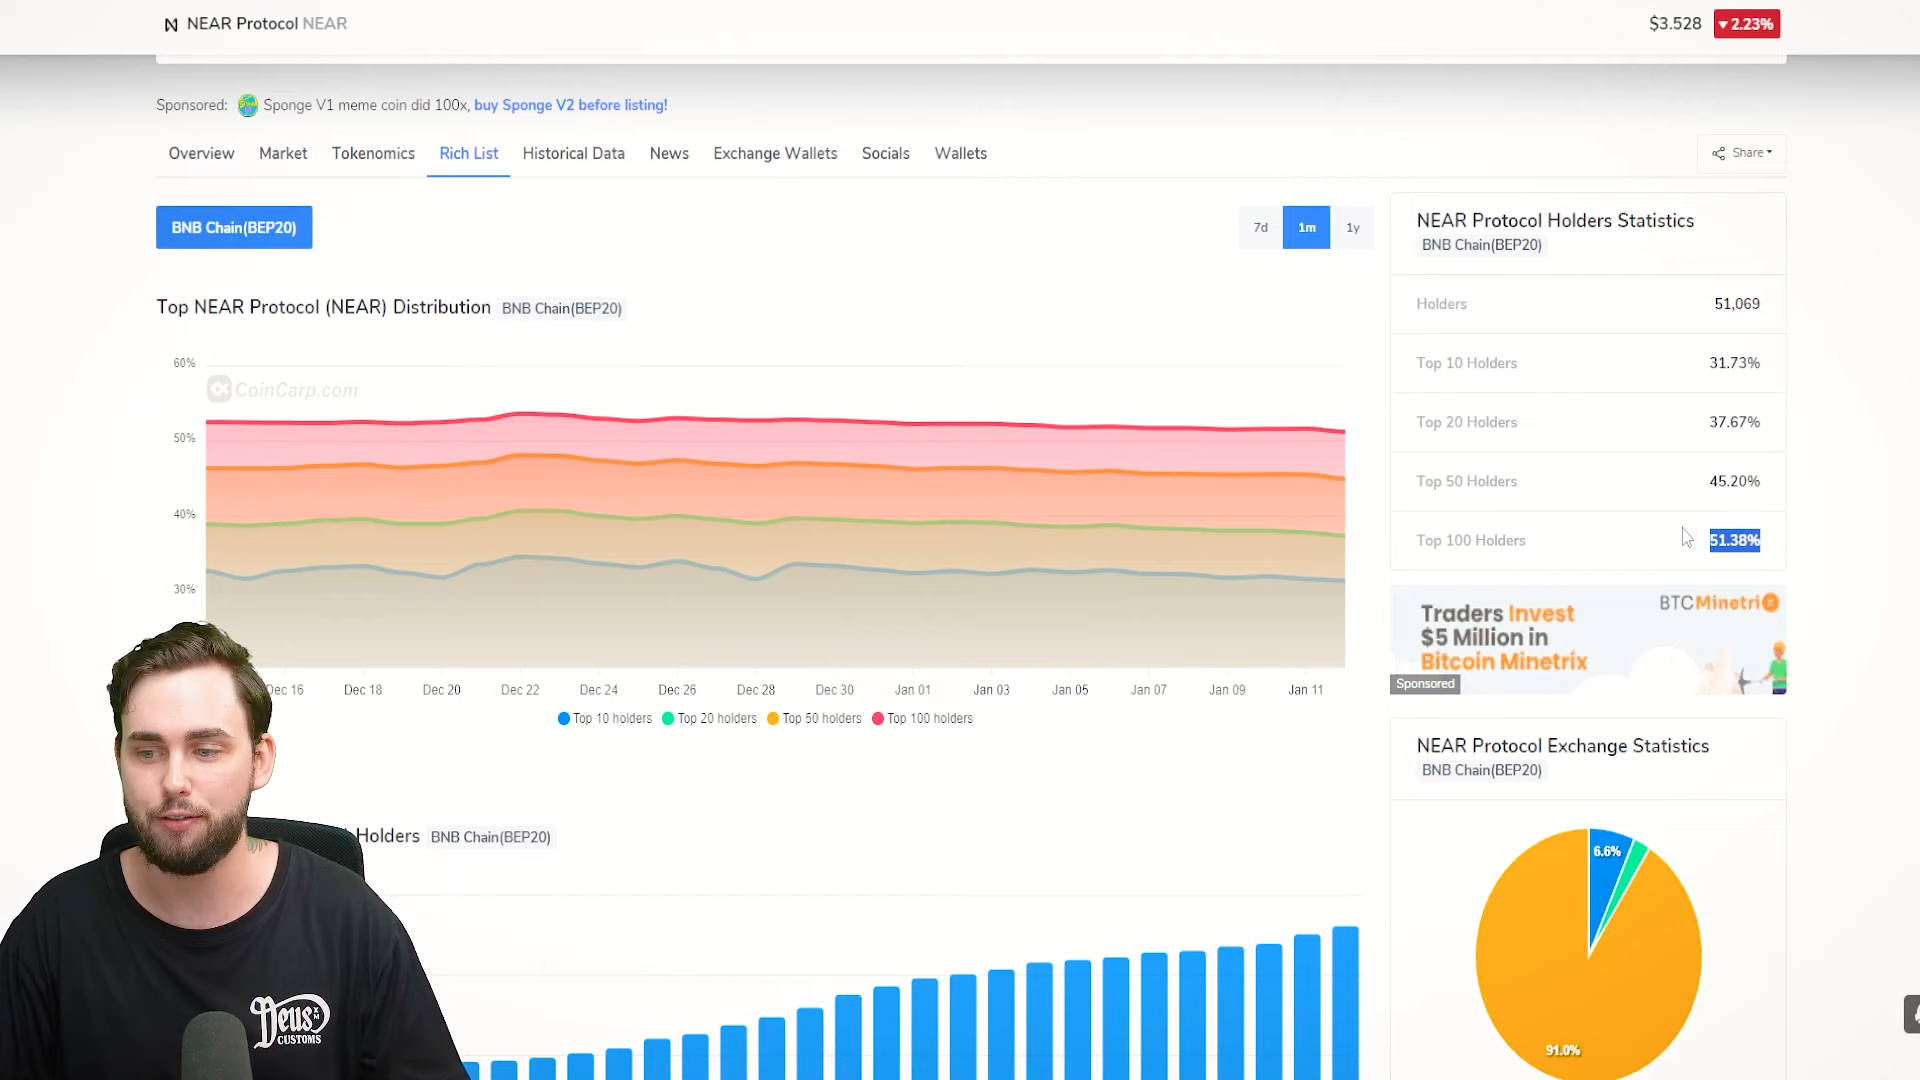 NEAR Protocol NEAR
$3.528 2.23%
Sponsored: Sponge V1 meme coin did 100x, buy Sponge V2 before listing!
Overview Market Tokenomics Rich List Historical Data News Exchange Wallets Socials Wallets
Share
BNB Chain(BEP20)
7d 1m 1y
Top NEAR Protocol (NEAR) Distribution BNB Chain(BEP20)
60%
CoinCarp.com
50%
40%
30%
Dec 16 Dec 18 Dec 20 Dec 22 Dec 24 Dec 26 Dec 28 Dec 30 Jan 01 Jan 03 Jan 05 Jan 07 Jan 09 Jan 11
Top 10 holders Top 20 holders Top 50 holders Top 100 holders
Holders BNB Chain(BEP20)
NEAR Protocol Holders Statistics
BNB Chain(BEP20)
Holders 51,069
Top 10 Holders 31.73%
Top 20 Holders 37.67%
Top 50 Holders 45.20%
Top 100 Holders 51.38%
Traders Invest
$5 Million in
Bitcoin Minetrix
BTCMinetrix
Sponsored
NEAR Protocol Exchange Statistics
BNB Chain(BEP20)
6.6%
91.0%
Deus
CUSTOMS